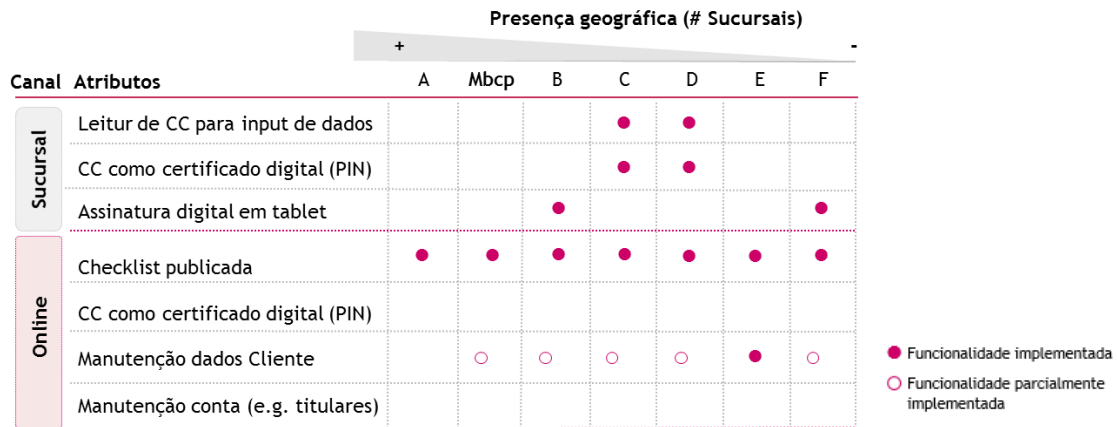 Presença geográfica (# Sucursais)
+ -
Canal Atributos A Mbcp B C D E F
Sucursal
Leitur de CC para input de dados
CC como certificado digital (PIN)
Assinatura digital em tablet
Online
Checklist publicada
CC como certificado digital (PIN)
Manutenção dados Cliente
Manutenção conta (e.g. titulares)
Funcionalidade implementada
Funcionalidade parcialmente
implementada